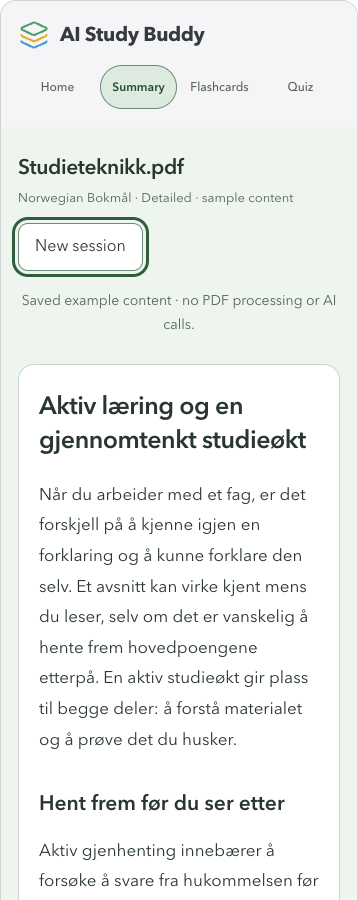 AI Study Buddy
Home
Summary
Flashcards
Quiz
Studieteknikk.pdf
Norwegian Bokmål · Detailed · sample content
New session
Saved example content · no PDF processing or AI
calls.
Aktiv læring og en
gjennomtenkt studieøkt
Når du arbeider med et fag, er det
forskjell på å kjenne igjen en
forklaring og å kunne forklare den
selv. Et avsnitt kan virke kjent mens
du leser, selv om det er vanskelig å
hente frem hovedpoengene
etterpå. En aktiv studieøkt gir plass
til begge deler: å forstå materialet
og å prøve det du husker.
Hent frem før du ser etter
Aktiv gjenhenting innebærer å
forsøke å svare fra hukommelsen før